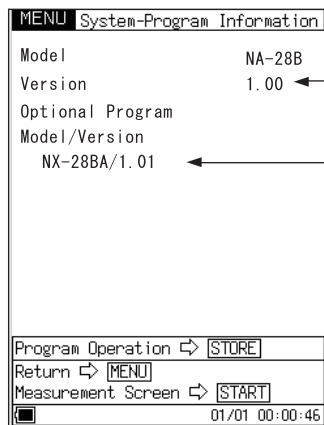 MENU System-Program Information
Model NA-28B
Version 1.00
Optional Program
Model/Version
NX-28BA/1.01
Program Operation ⇨ STORE
Return ⇨ MENU
Measurement Screen ⇨ START
01/01 00:00:46